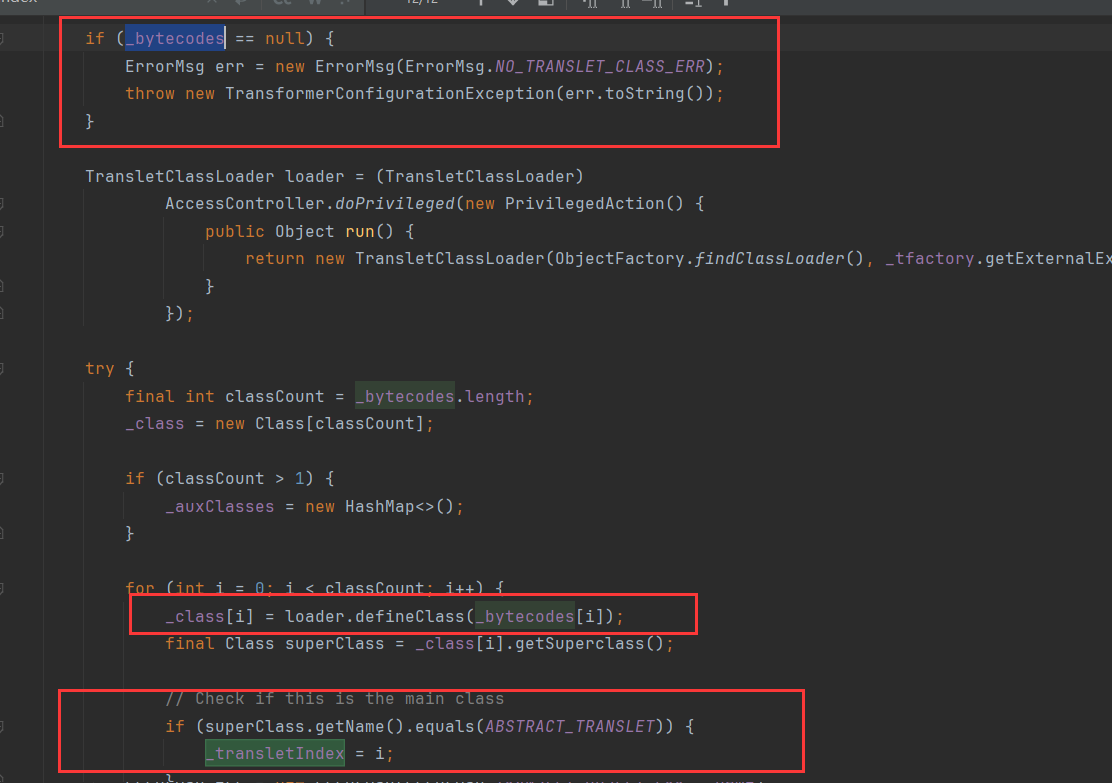 12/12
if (_bytecodes == null) {
ErrorMsg err = new ErrorMsg(ErrorMsg.NO_TRANSLET_CLASS_ERR);
throw new TransformerConfigurationException(err.toString());
}
TransletClassLoader loader = (TransletClassLoader)
AccessController.doPrivileged(new PrivilegedAction() {
public Object run() {
return new TransletClassLoader(ObjectFactory.findClassLoader(), _tfactory.getExternalEx
}
});
try {
final int classCount = _bytecodes.length;
_class = new Class[classCount];
if (classCount > 1) {
_auxClasses = new HashMap<>();
}
for (int i = 0; i < classCount; i++) {
_class[i] = loader.defineClass(_bytecodes[i]);
final Class superClass = _class[i].getSuperclass();
// Check if this is the main class
if (superClass.getName().equals(ABSTRACT_TRANSLET)) {
_transletIndex = i;
}